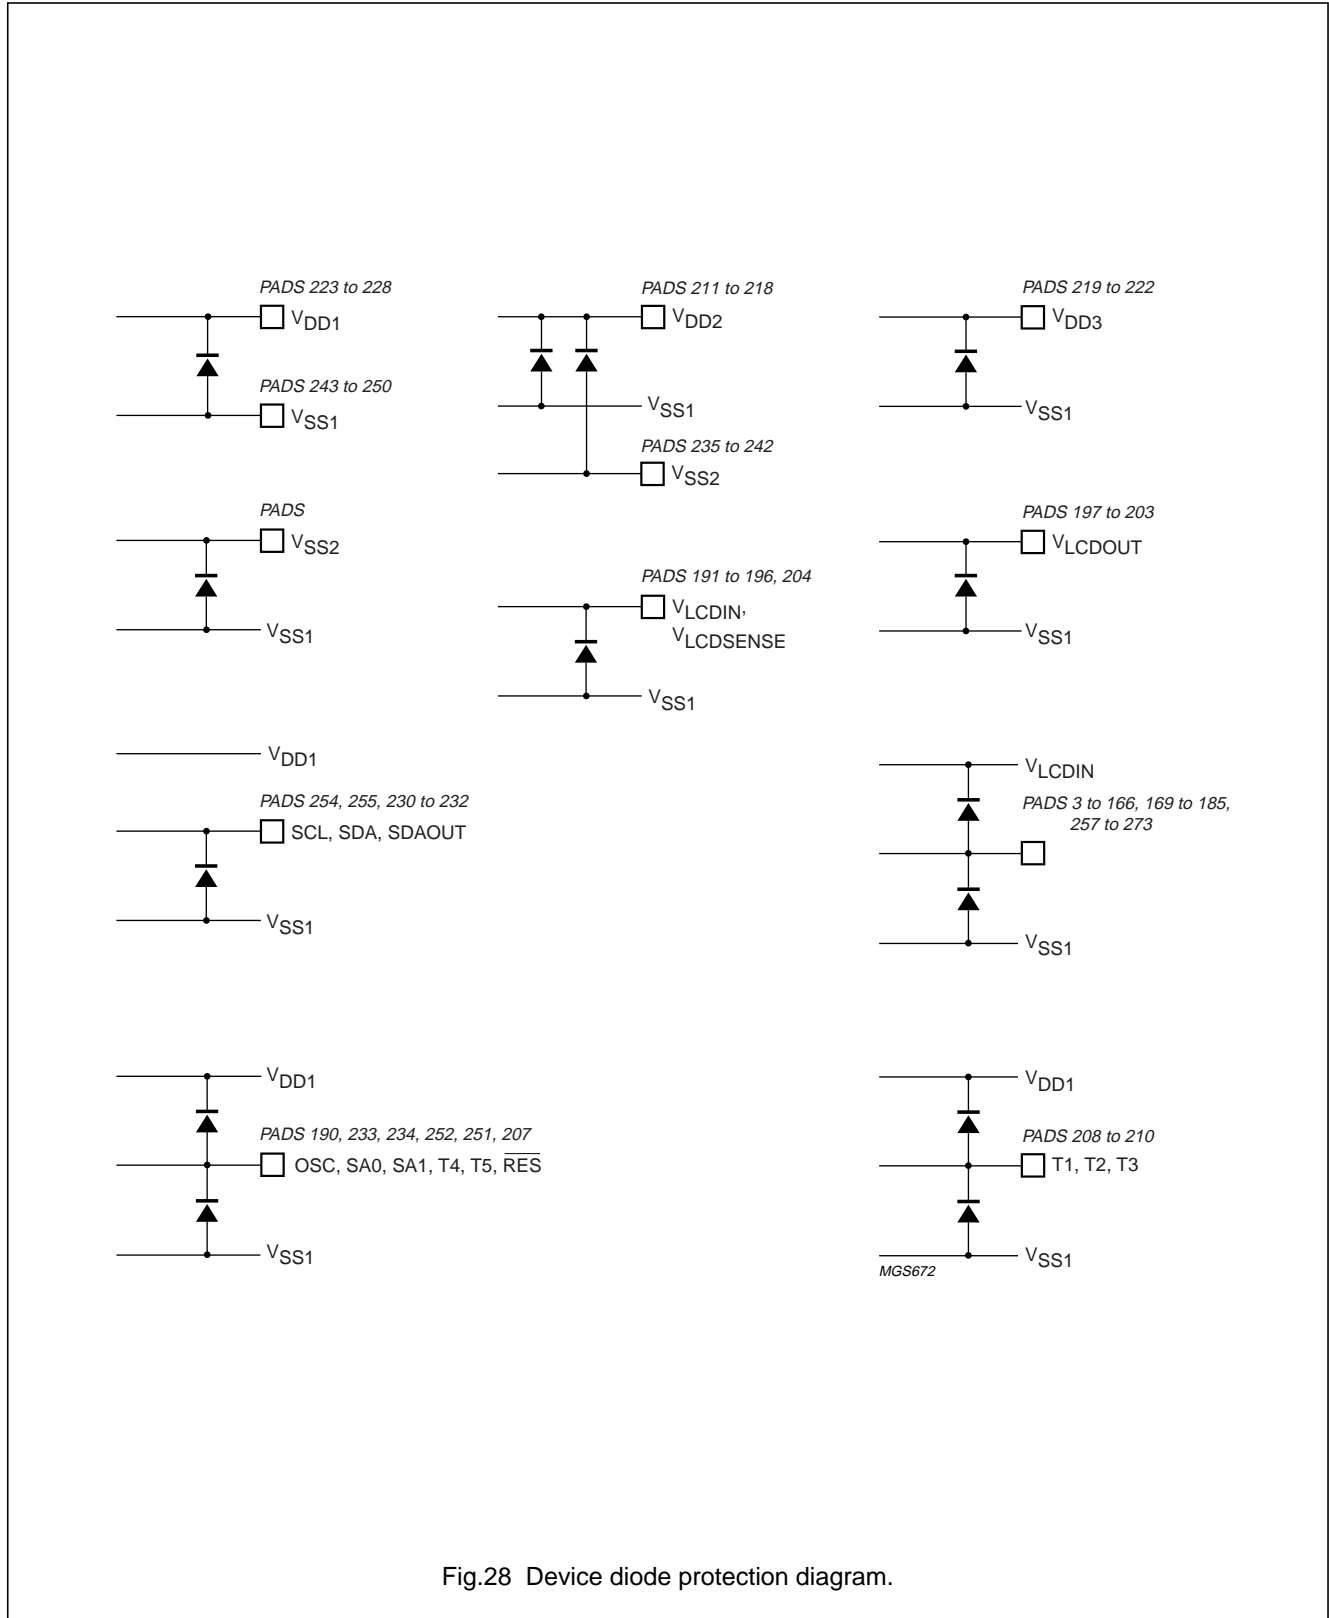 PADS 223 to 228
VDD1
PADS 243 to 250
VSS1
PADS 211 to 218
VDD2
VSS1
PADS 235 to 242
VSS2
PADS 219 to 222
VDD3
VSS1
PADS
VSS2
VSS1
PADS 191 to 196, 204
VLCDIN,
VLCDSENSE
VSS1
PADS 197 to 203
VLCDOUT
VSS1
VDD1
PADS 254, 255, 230 to 232
SCL, SDA, SDAOUT
VSS1
VLCDIN
PADS 3 to 166, 169 to 185,
257 to 273
VSS1
VDD1
PADS 190, 233, 234, 252, 251, 207
OSC, SA0, SA1, T4, T5, R̅E̅S̅
VSS1
VDD1
PADS 208 to 210
T1, T2, T3
VSS1
MGS672
Fig.28 Device diode protection diagram.